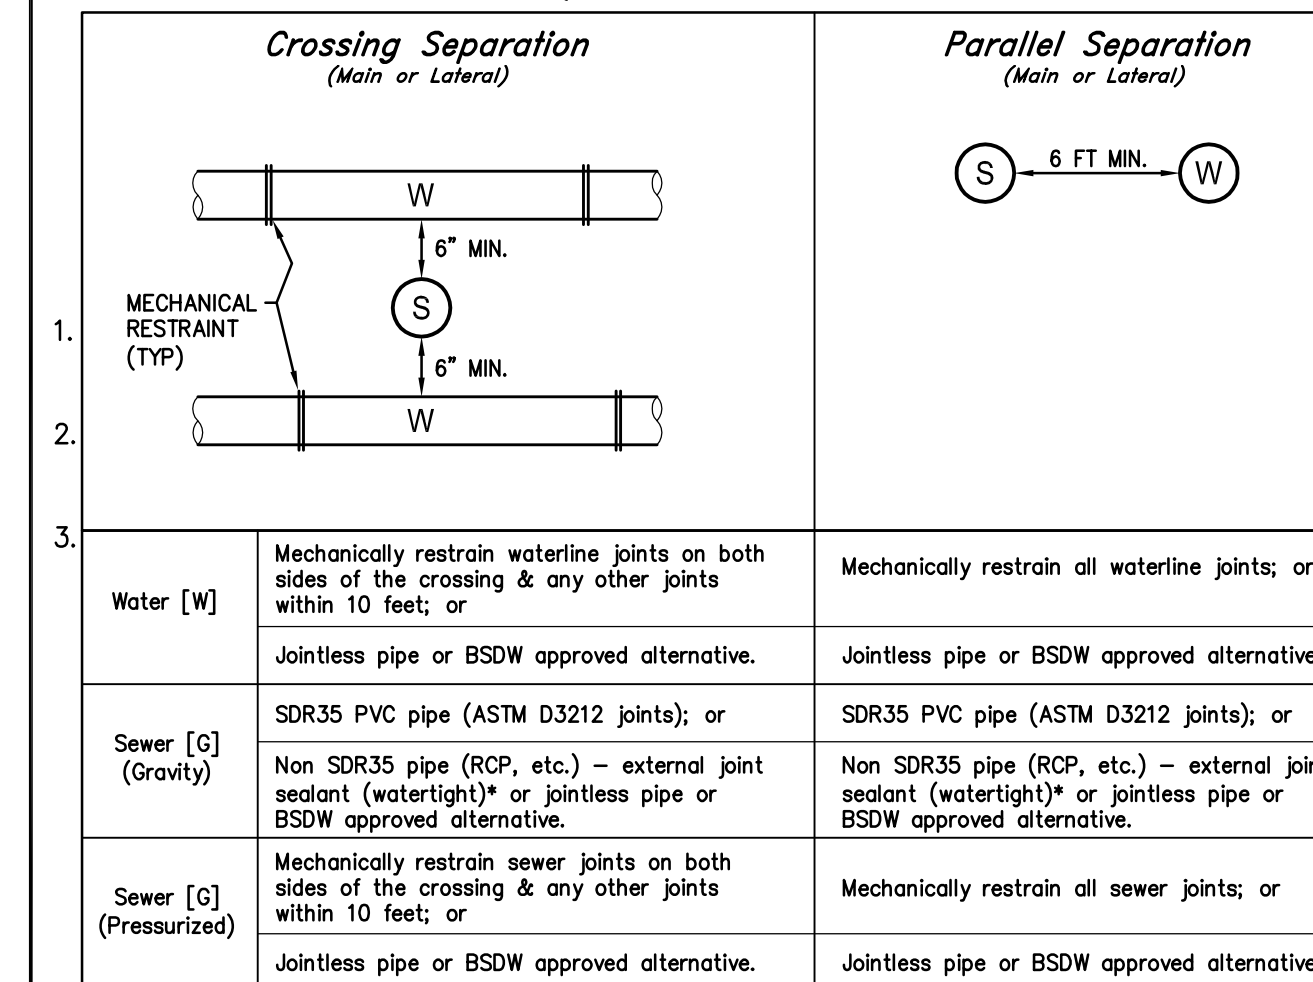 Crossing Separation
(Main or Lateral)
W
6” MIN.
S
MECHANICAL
RESTRAINT
(TYP)
6” MIN.
W
Parallel Separation
(Main or Lateral)
S
6 FT MIN.
W
1.
2.
3.
Water [W]
Mechanically restrain waterline joints on both
sides of the crossing & any other joints
within 10 feet; or
Mechanically restrain all waterline joints; or
Jointless pipe or BSDW approved alternative.
Jointless pipe or BSDW approved alternative
Sewer [G]
(Gravity)
SDR35 PVC pipe (ASTM D3212 joints); or
SDR35 PVC pipe (ASTM D3212 joints); or
Non SDR35 pipe (RCP, etc.) – external joint
sealant (watertight)* or jointless pipe or
BSDW approved alternative.
Non SDR35 pipe (RCP, etc.) – external
sealant (watertight)* or jointless pipe or
BSDW approved alternative.
Sewer [G]
(Pressurized)
Mechanically restrain sewer joints on both
sides of the crossing & any other joints
within 10 feet; or
Mechanically restrain all sewer joints; or
Jointless pipe or BSDW approved alternative.
Jointless pipe or BSDW approved alternative